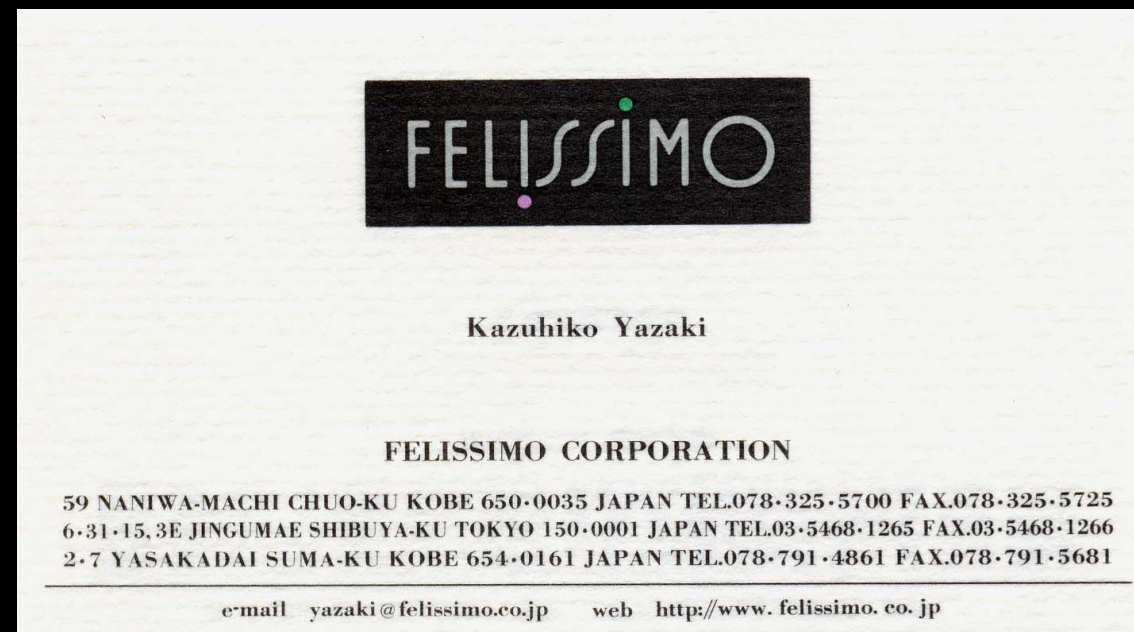 FELISSIMO
Kazuhiko Yazaki
FELISSIMO CORPORATION
59 NANIWA-MACHI CHUO-KU KOBE 650·0035 JAPAN TEL.078·325·5700 FAX.078·325·5725
6·31·15, 3E JINGUMAE SHIBUYA-KU TOKYO 150·0001 JAPAN TEL.03·5468·1265 FAX.03·5468·1266
2·7 YASAKADAI SUMA-KU KOBE 654·0161 JAPAN TEL.078·791·4861 FAX.078·791·5681
e-mail yazaki@felissimo.co.jp web http://www. felissimo. co. jp